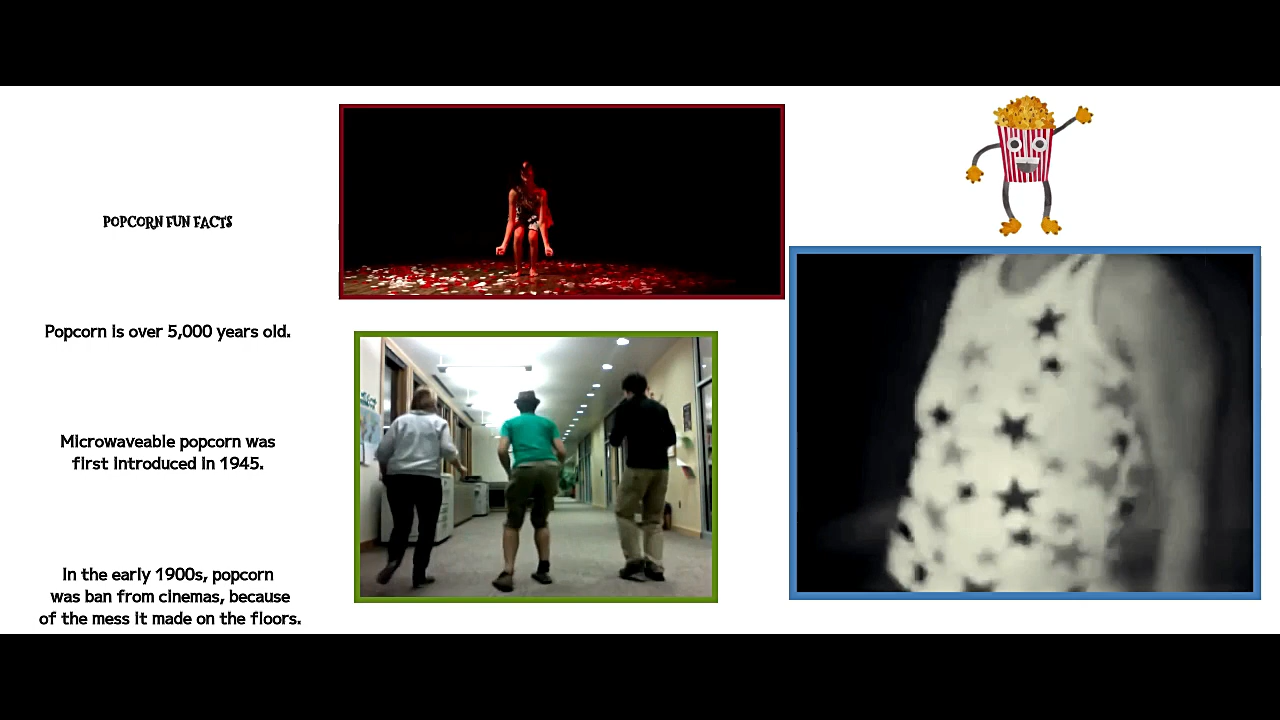 POPCORN FUN FACTS
Popcorn is over 5,000 years old.
Microwaveable popcorn was
first introduced in 1945.
In the early 1900s, popcorn
was ban from cinemas, because
of the mess it made on the floors.